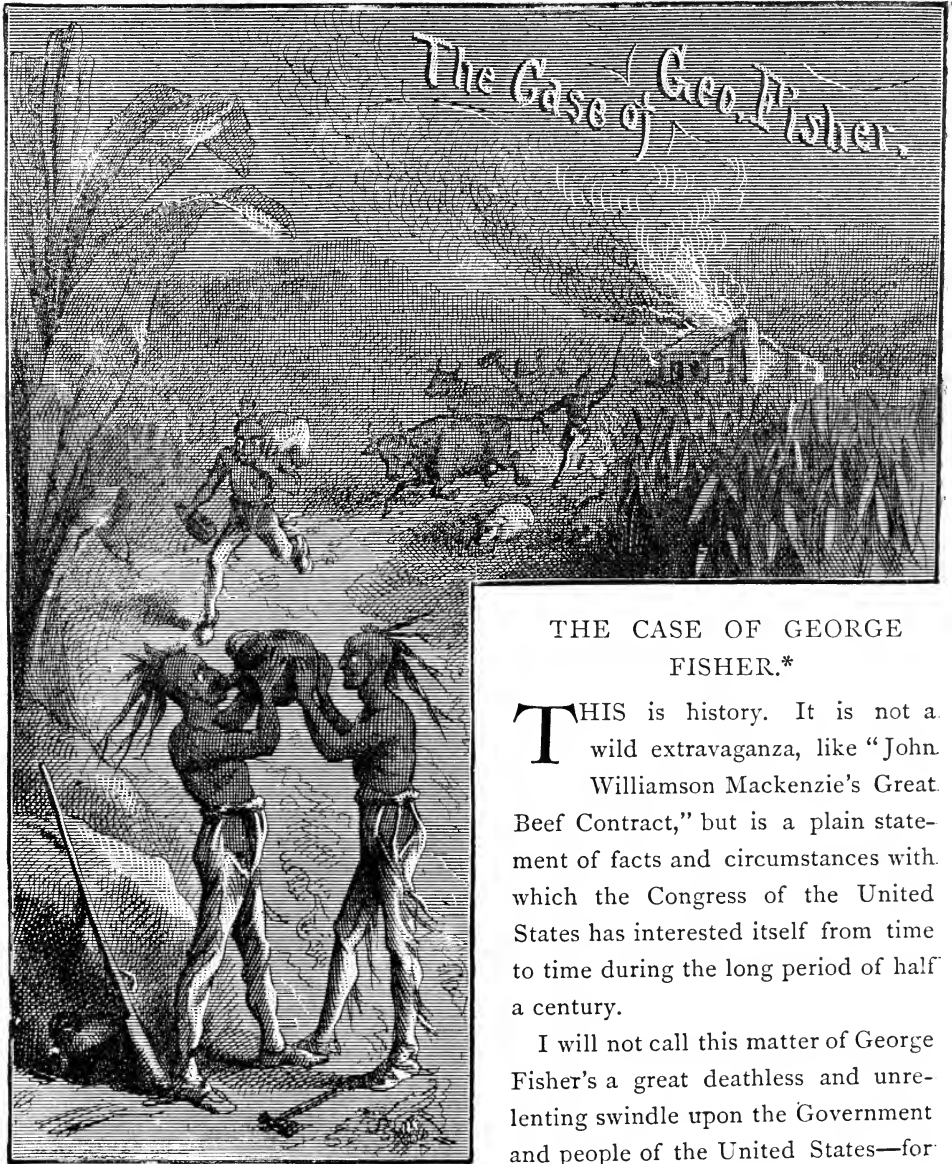 The Case of Geo. Fisher.
THE CASE OF GEORGE
FISHER.*
THIS is history. It is not a
wild extravaganza, like “John
Williamson Mackenzie’s Great
Beef Contract,” but is a plain state-
ment of facts and circumstances with
which the Congress of the United
States has interested itself from time
to time during the long period of half
a century.
I will not call this matter of George
Fisher’s a great deathless and unre-
lenting swindle upon the Government
and people of the United States—for